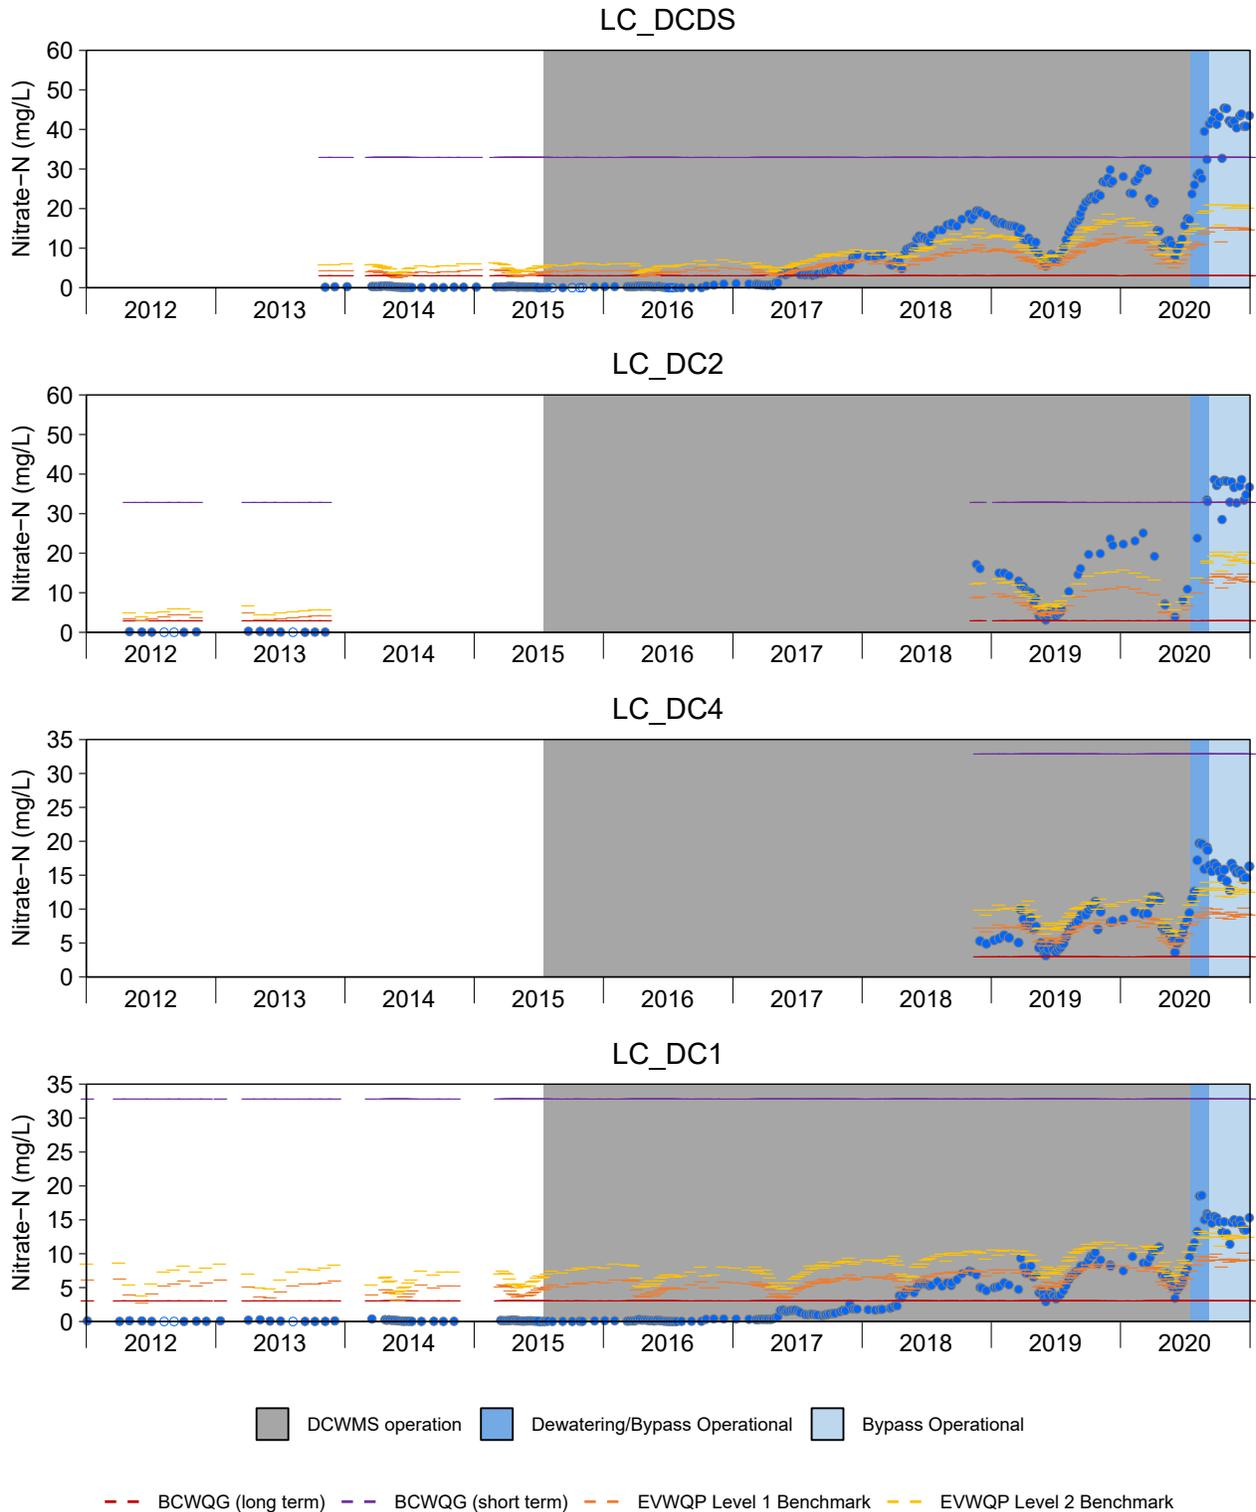 LC_DCDS
Nitrate−N (mg/L)
60
50
40
30
20
10
0
2012 2013 2014 2015 2016 2017 2018 2019 2020
LC_DC2
Nitrate−N (mg/L)
60
50
40
30
20
10
0
2012 2013 2014 2015 2016 2017 2018 2019 2020
LC_DC4
Nitrate−N (mg/L)
35
30
25
20
15
10
5
0
2012 2013 2014 2015 2016 2017 2018 2019 2020
LC_DC1
Nitrate−N (mg/L)
35
30
25
20
15
10
5
0
2012 2013 2014 2015 2016 2017 2018 2019 2020
DCWMS operation Dewatering/Bypass Operational Bypass Operational
BCWQG (long term) BCWQG (short term) EVWQP Level 1 Benchmark EVWQP Level 2 Benchmark